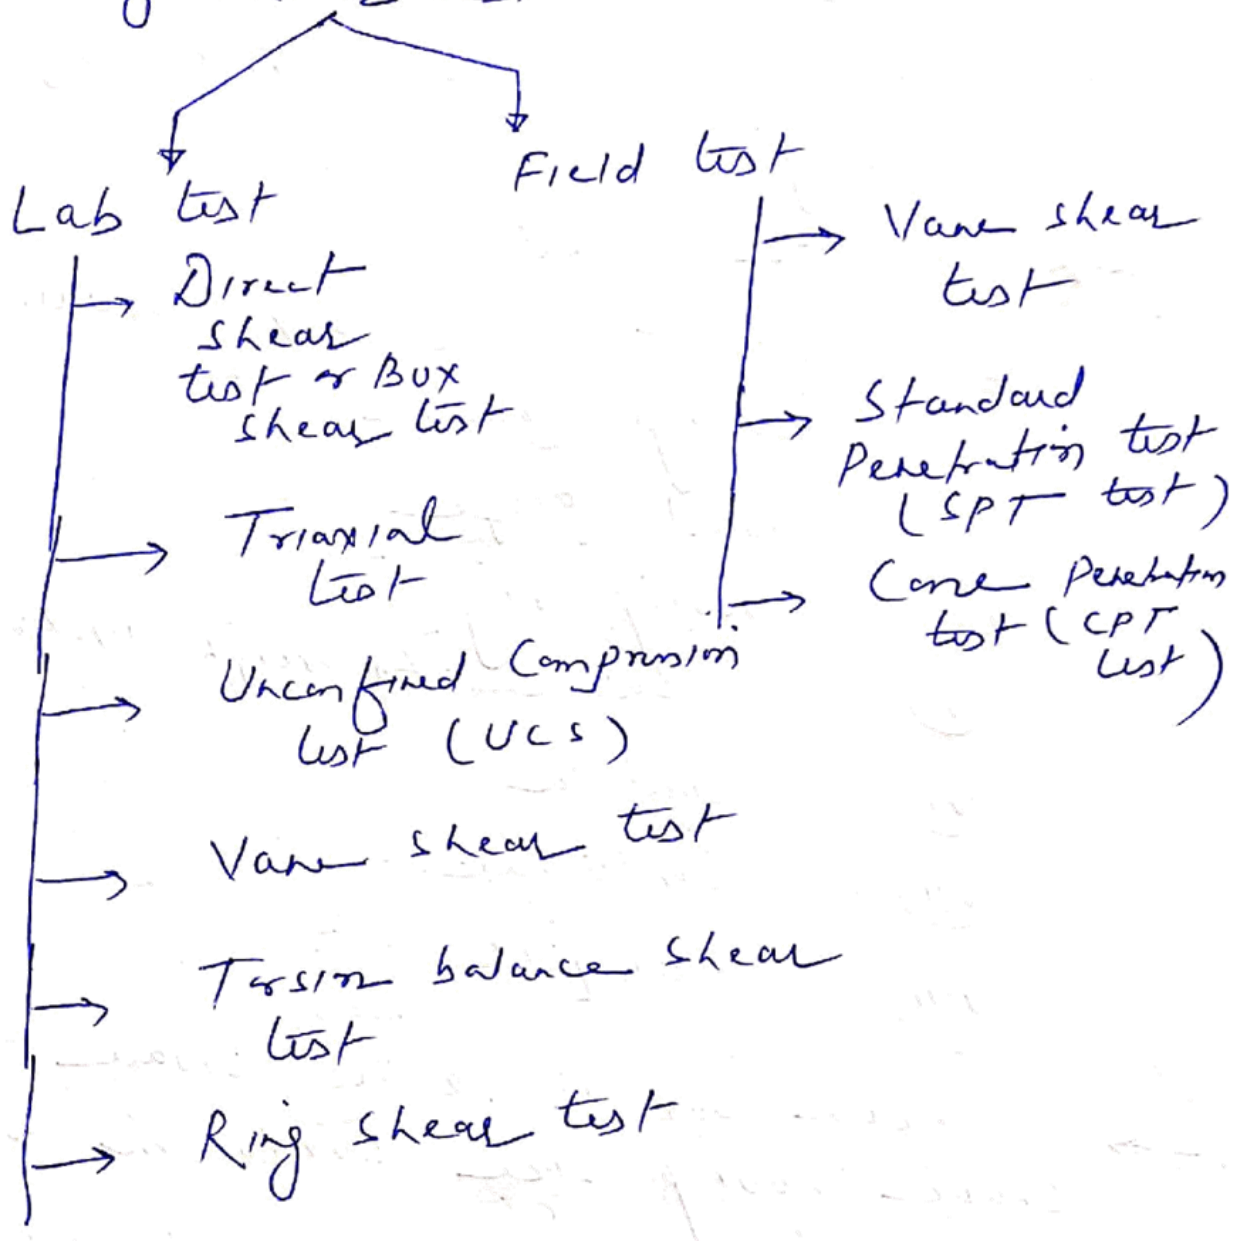 Lab test
Direct
shear
test or Box
shear test
Triaxial
test
Unconfined Compression
test (UCS)
Vane shear test
Torsion balance shear
test
Ring shear test
Field test
Vane shear
test
Standard
Penetration test
(SPT test)
Cone Penetration
test (CPT
test)